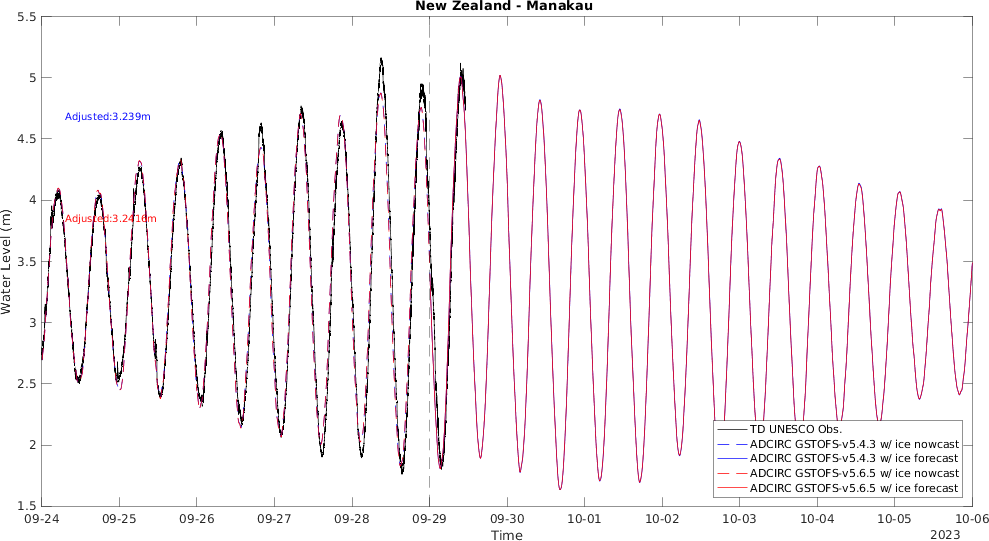 New Zealand - Manakau
5.5
5
4.5
4
3.5
3
2.5
2
1.5
Water Level (m)
Adjusted:3.239m
Adjusted:3.2416m
TD UNESCO Obs.
ADCIRC GSTOFS-v5.4.3 w/ ice nowcast
ADCIRC GSTOFS-v5.4.3 w/ ice forecast
ADCIRC GSTOFS-v5.6.5 w/ ice nowcast
ADCIRC GSTOFS-v5.6.5 w/ ice forecast
09-24 09-25 09-26 09-27 09-28 09-29 09-30 10-01 10-02 10-03 10-04 10-05 10-06
Time
2023